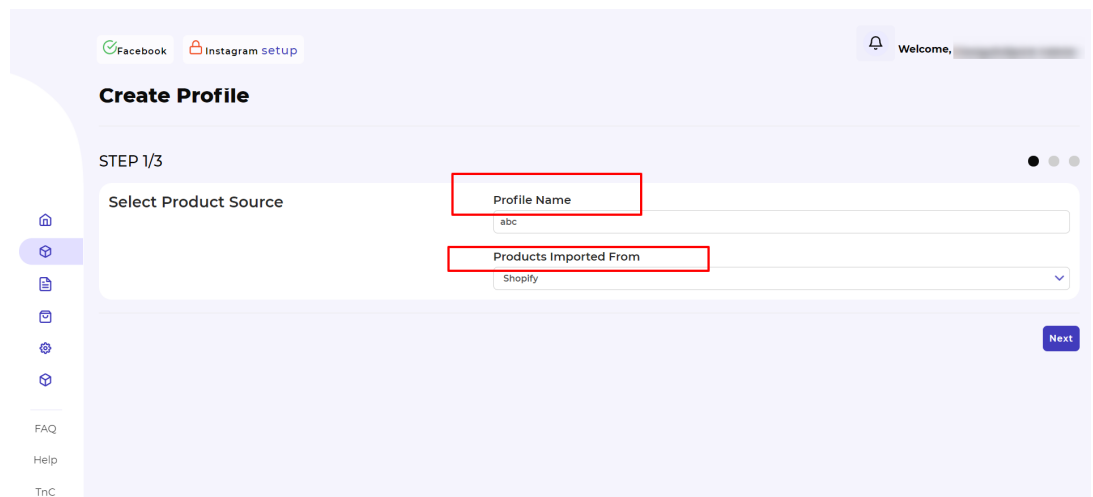 Facebook Instagram setup
Welcome,
Create Profile
STEP 1/3
Select Product Source
Profile Name
abc
Products Imported From
Shopify
Next
FAQ
Help
TnC